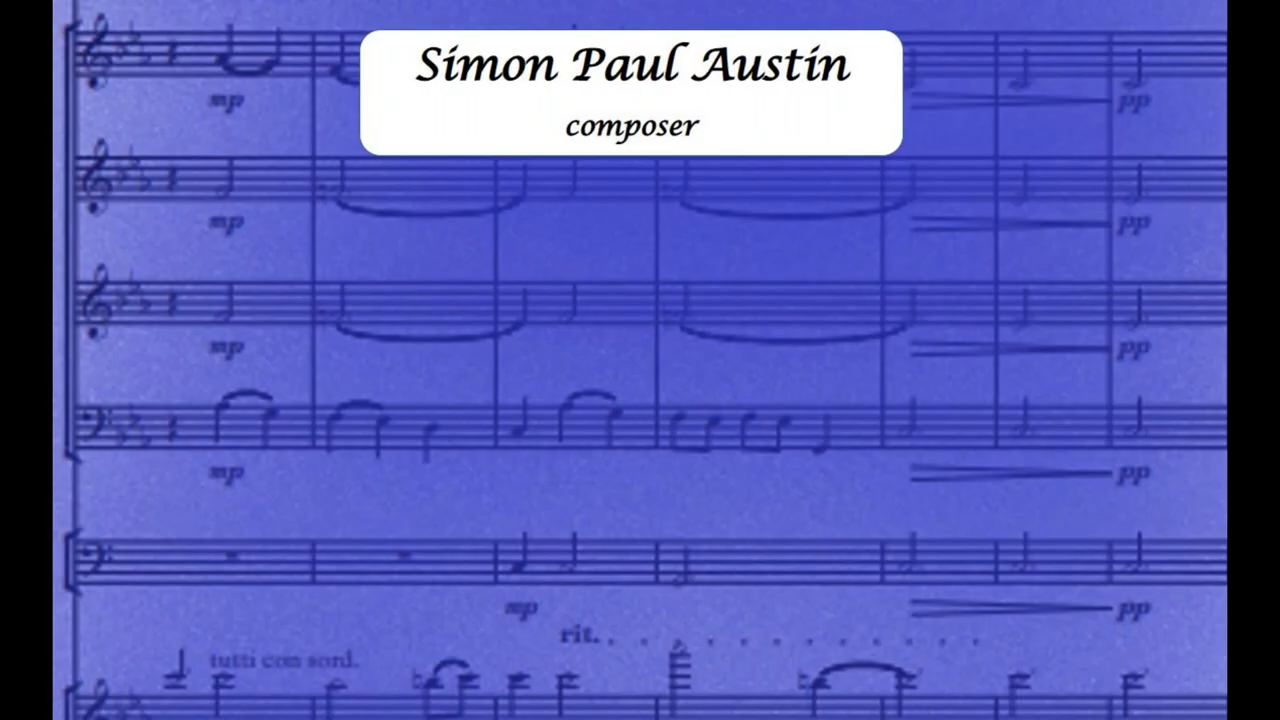 Simon Paul Austin
composer
mp pp
mp pp
mp pp
mp pp
mp pp
rit.
tutti con sord.